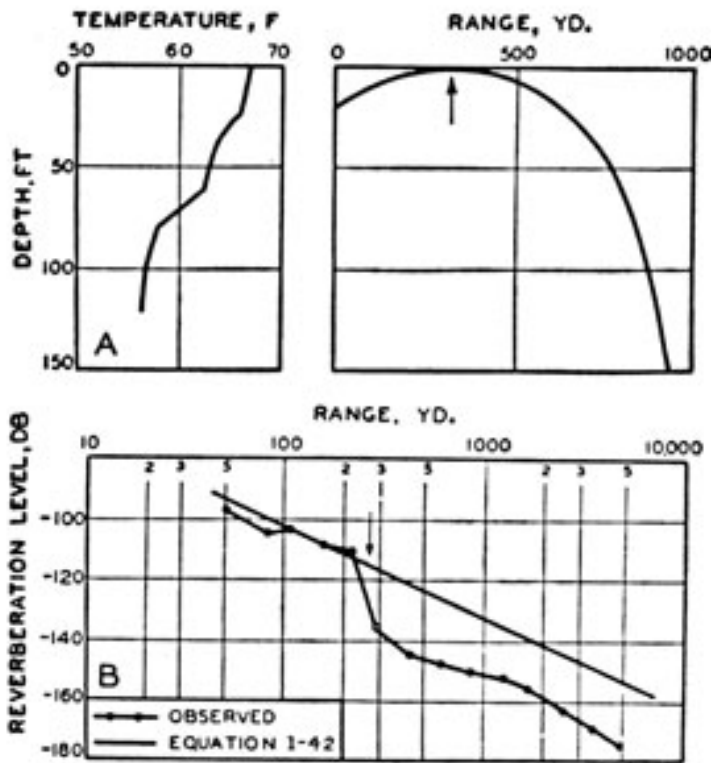 TEMPERATURE, F
50 60 70
RANGE, YD.
0 500 1000
DEPTH, FT
0
50
100
150
A
RANGE, YD.
10 100 1000 10,000
2 3 5 2 3 5 2 3 5
REVERBERATION LEVEL, DB
-100
-120
-140
-160
-180
B
OBSERVED
EQUATION 1-42